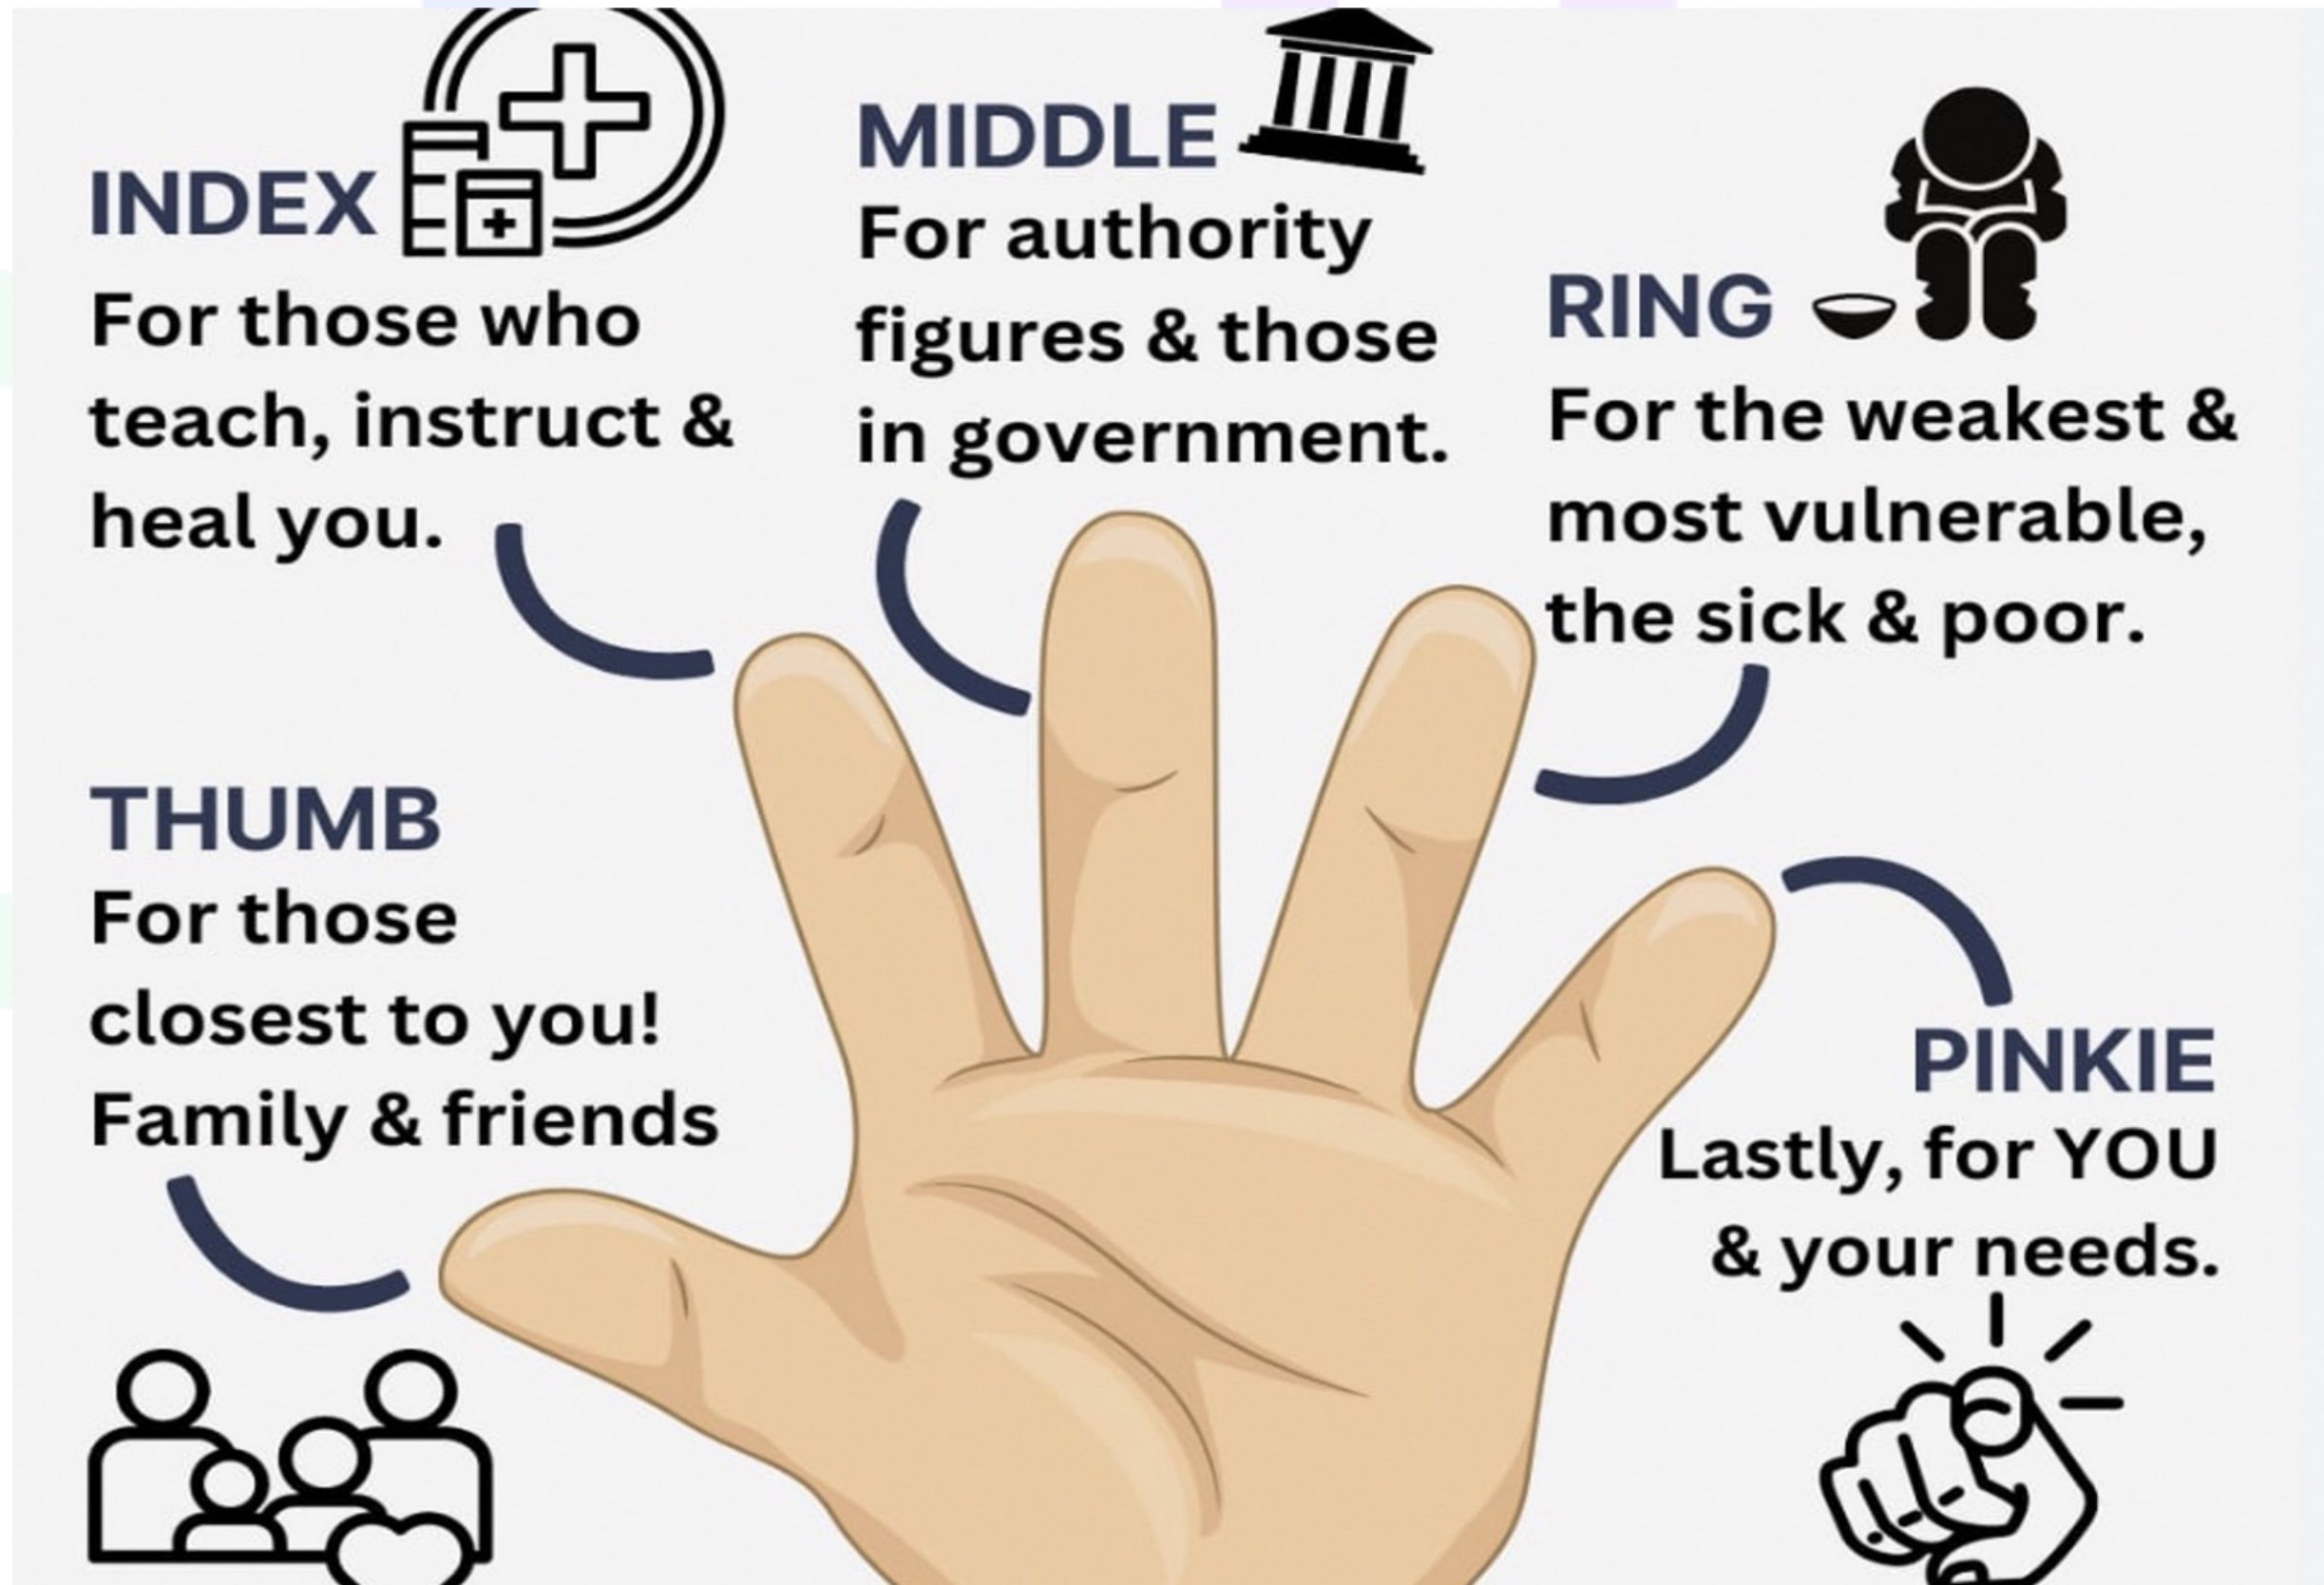 INDEX
For those who
teach, instruct &
heal you.
MIDDLE
For authority
figures & those
in government.
RING
For the weakest &
most vulnerable,
the sick & poor.
THUMB
For those
closest to you!
Family & friends
PINKIE
Lastly, for YOU
& your needs.